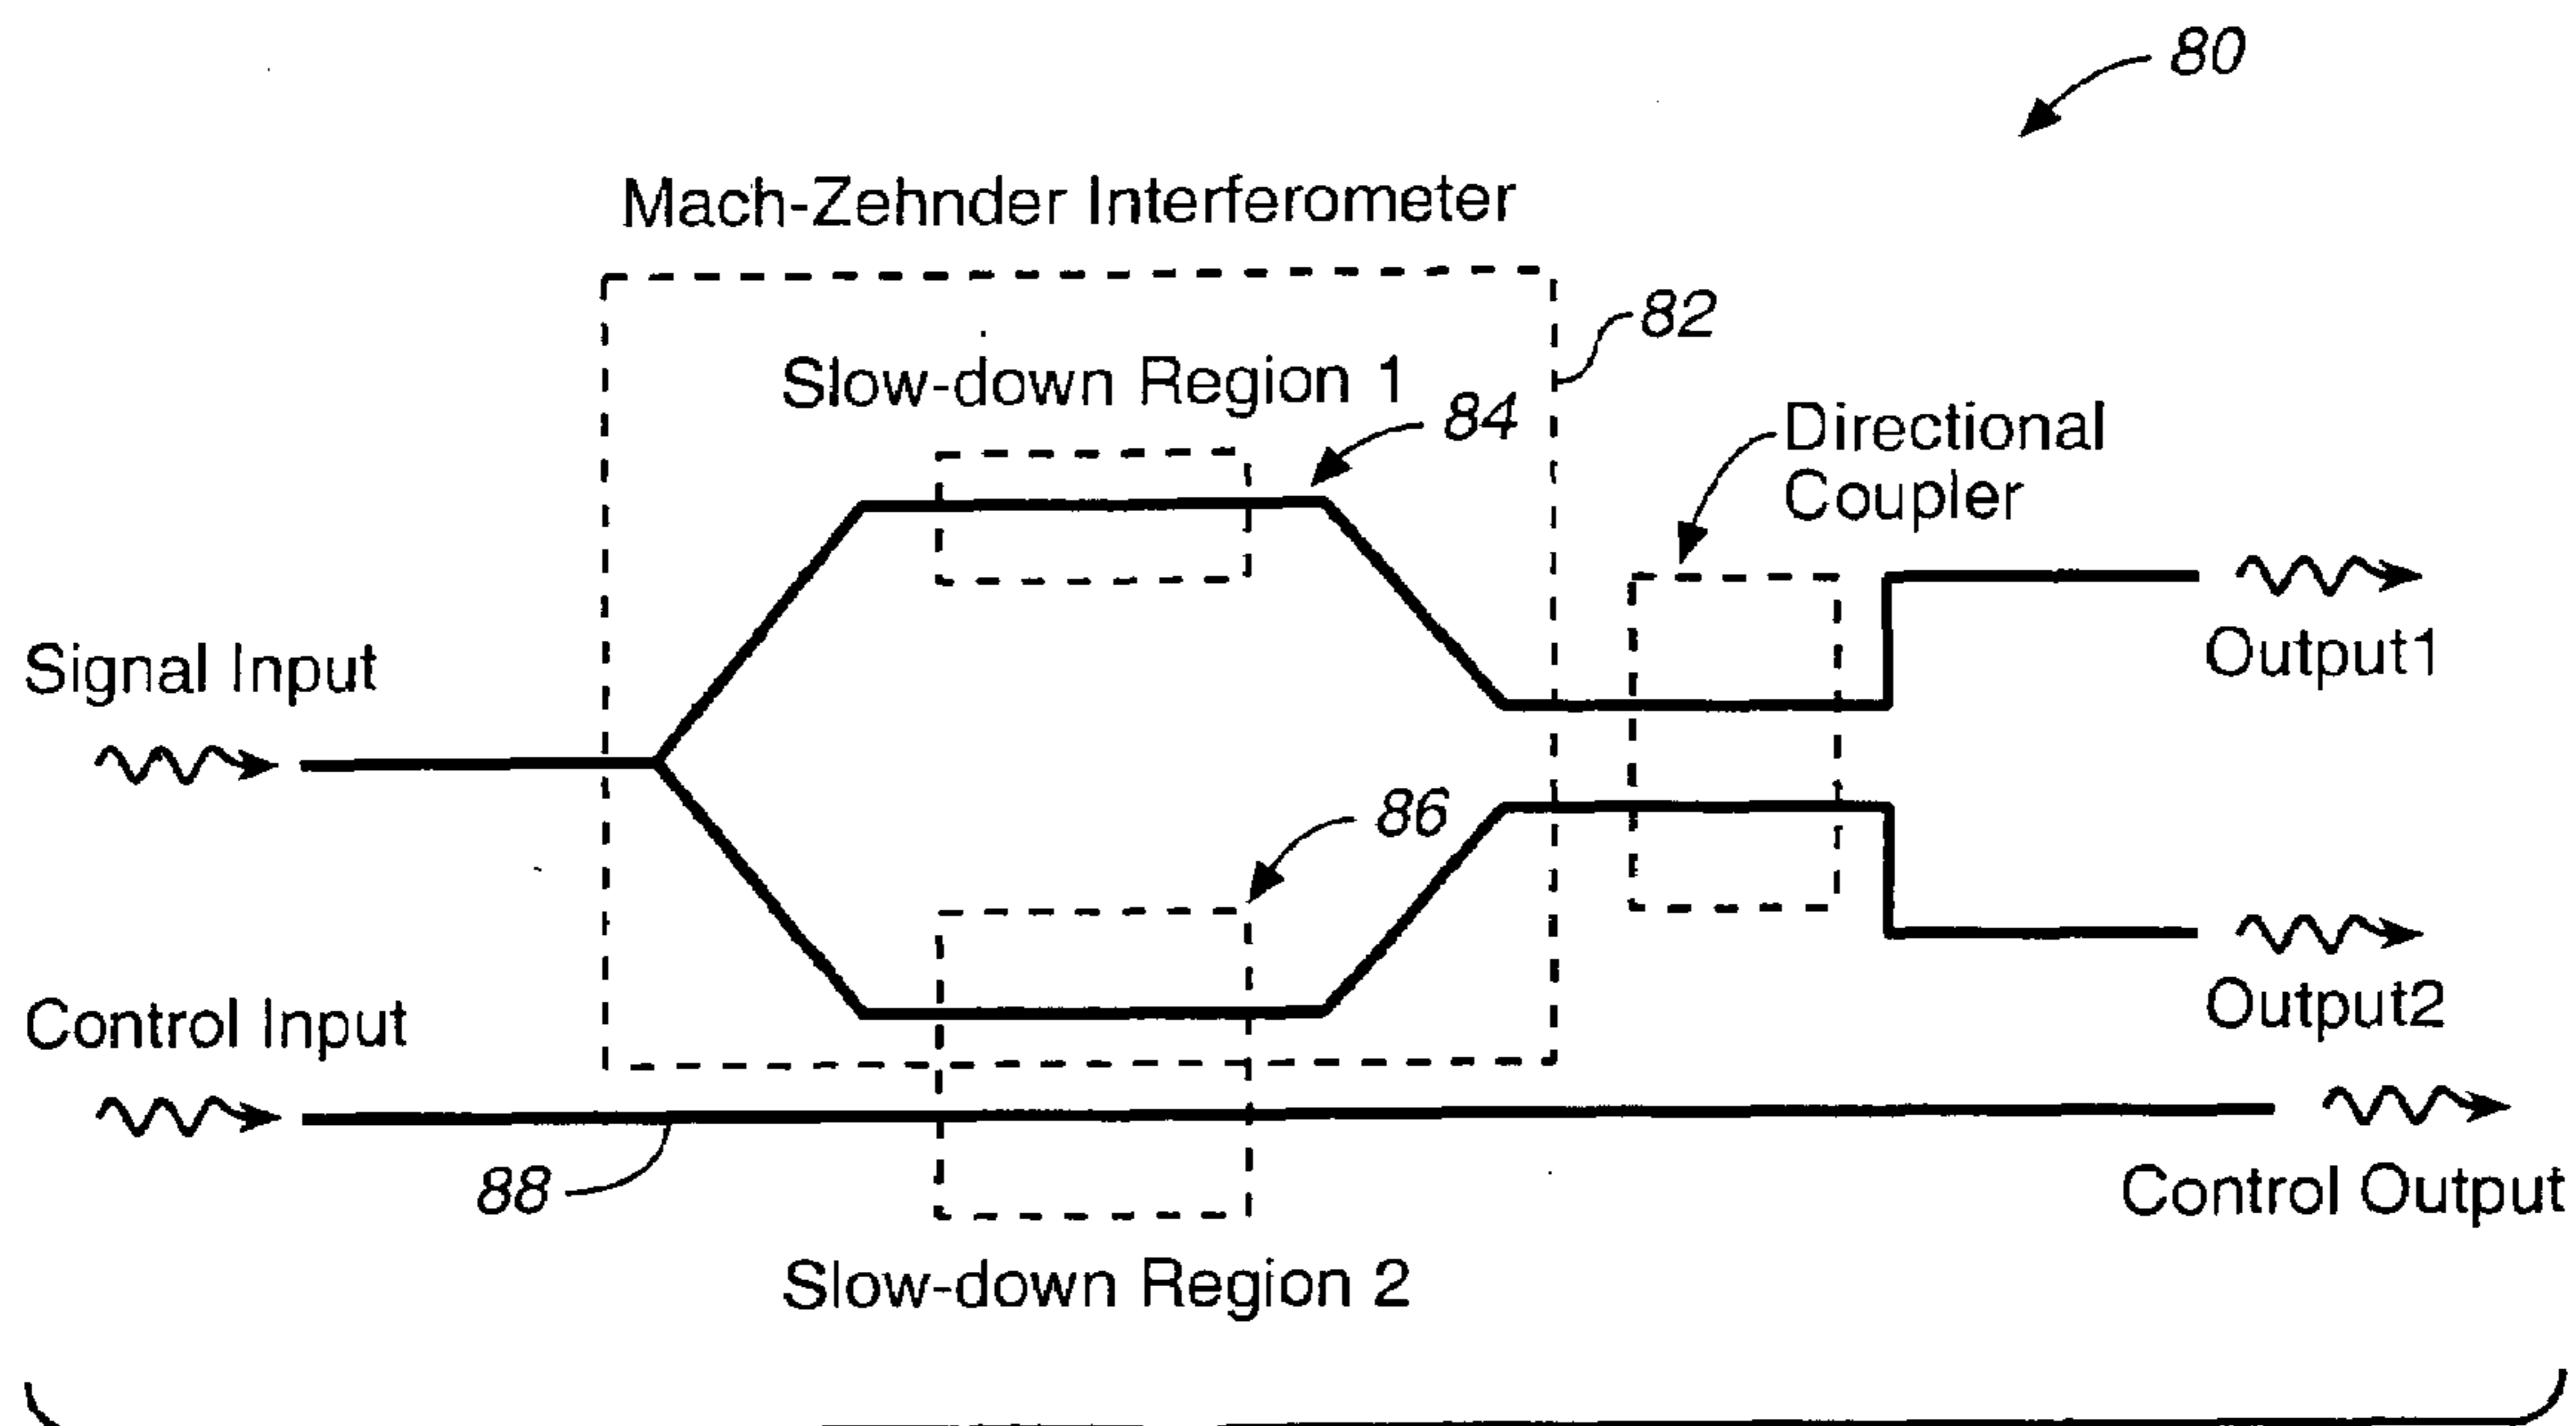 80
Mach-Zehnder Interferometer
82
Slow-down Region 1
84
Directional
Coupler
Signal Input
Output1
86
Control Input
Output2
88
Control Output
Slow-down Region 2